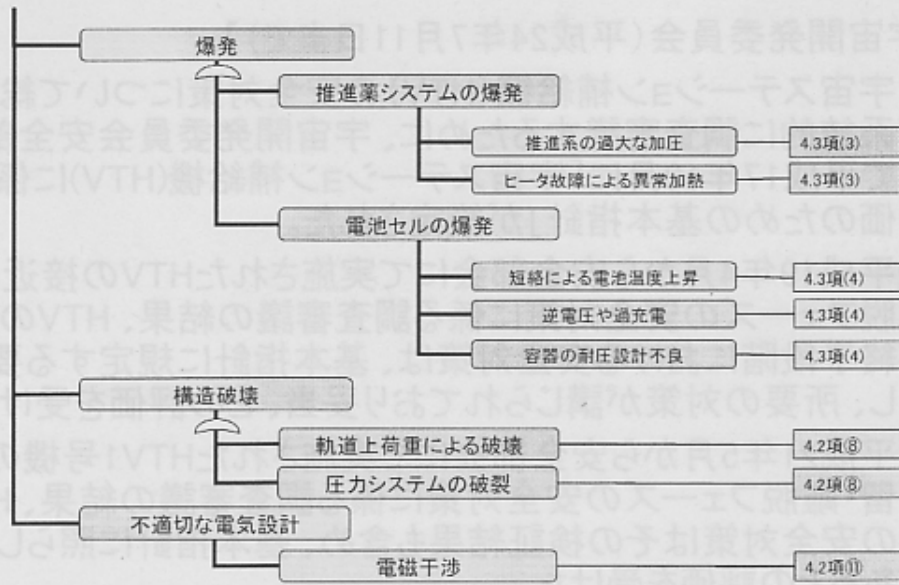 爆発
推進薬システムの爆発
推進系の過大な加圧 4.3項(3)
ヒータ故障による異常加熱 4.3項(3)
電池セルの爆発
短絡による電池温度上昇 4.3項(4)
逆電圧や過充電 4.3項(4)
容器の耐圧設計不良 4.3項(4)
構造破壊
軌道上荷重による破壊 4.2項⑧
圧力システムの破裂 4.2項⑧
不適切な電気設計
電磁干渉 4.2項⑪